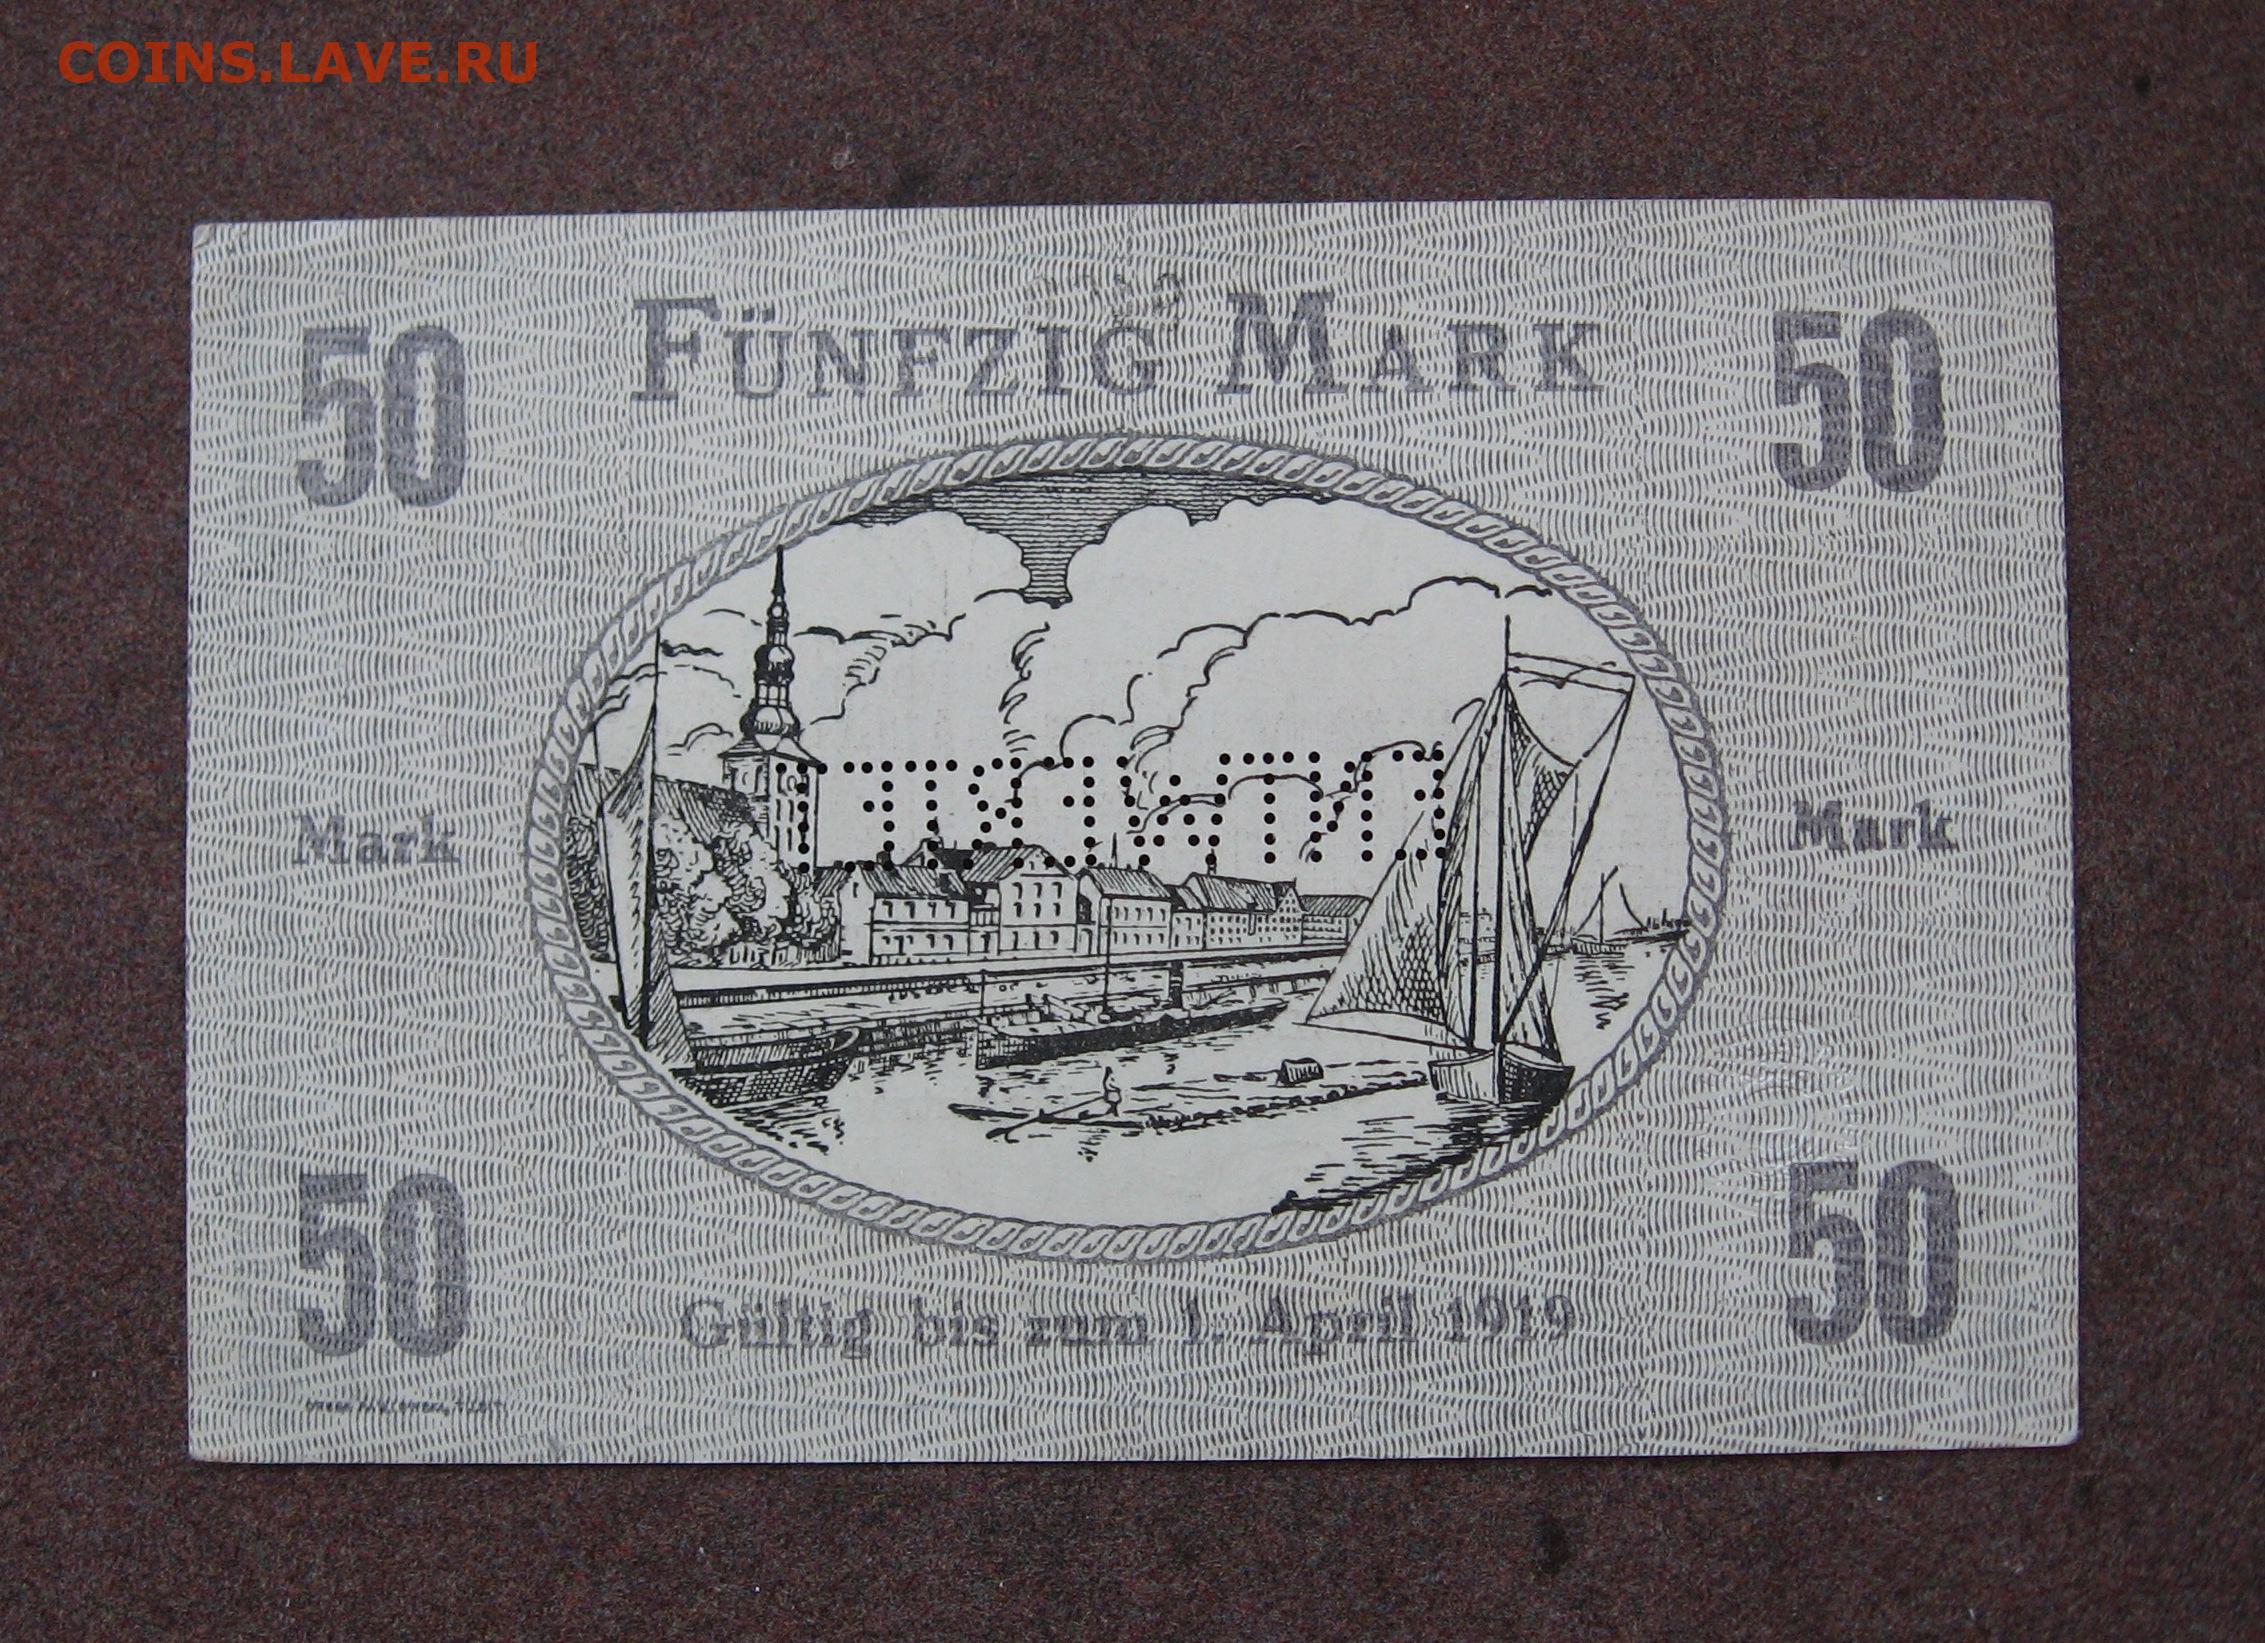 COINS.LAVE.RU
50 FÜNFZIG MARK 50
Mark Mark
50 50
Gültig bis zum 1. April 1919